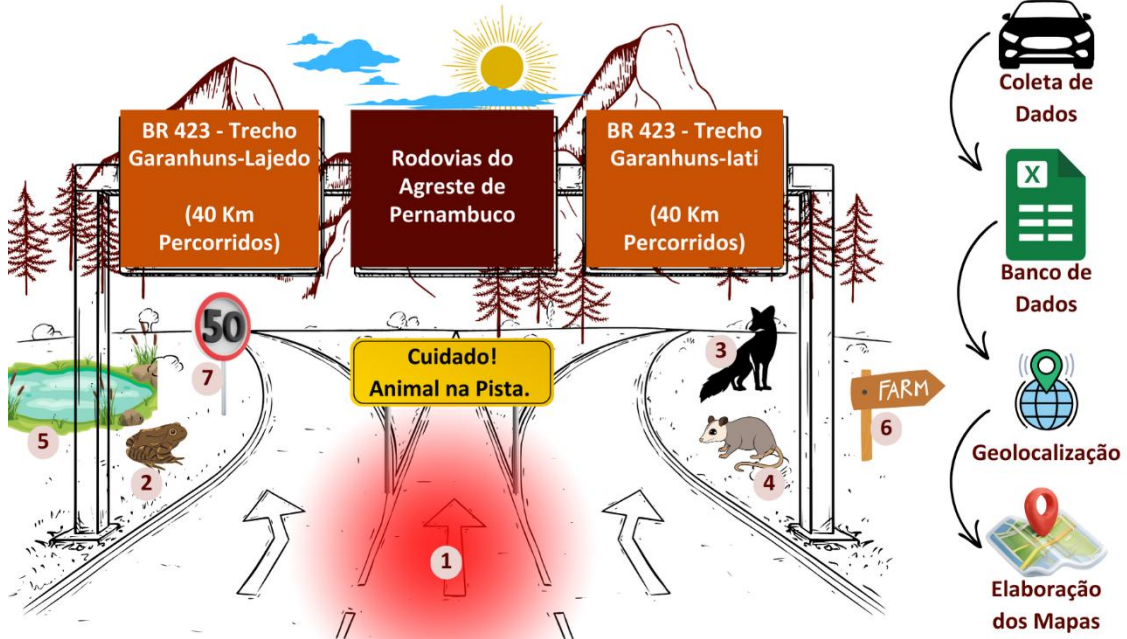 BR 423 - Trecho
Garanhuns-Lajedo
(40 Km
Percorridos)
Rodovias do
Agreste de
Pernambuco
BR 423 - Trecho
Garanhuns-Iati
(40 Km
Percorridos)
50
7
Cuidado!
Animal na Pista.
3
FARM
6
5
2
4
1
Coleta de
Dados
X
Banco de
Dados
Geolocalização
Elaboração
dos Mapas